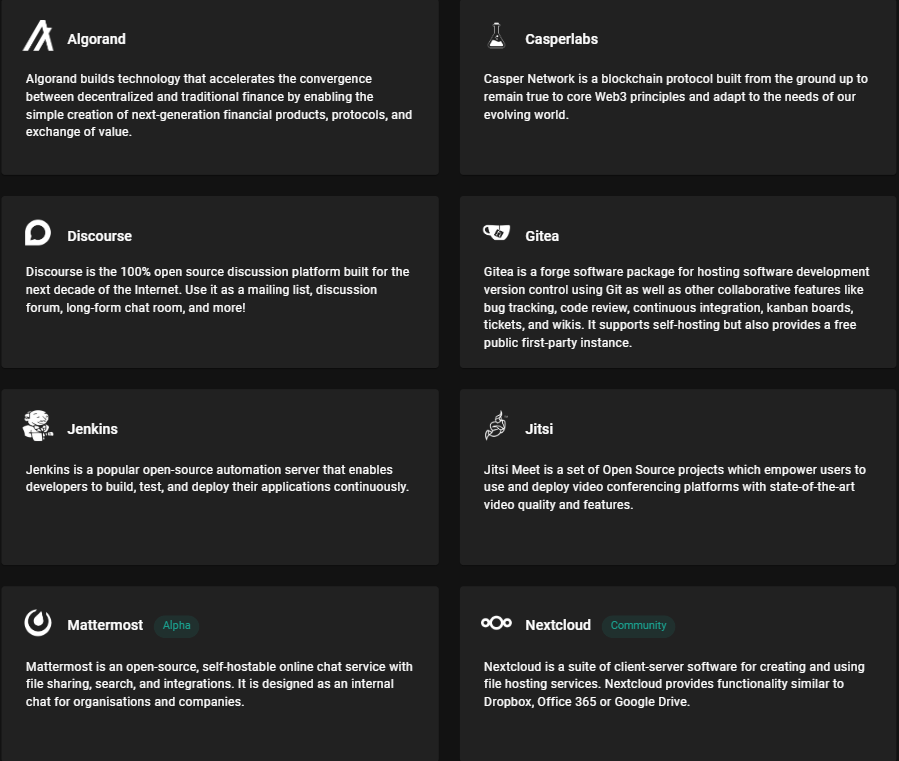 Algorand
Algorand builds technology that accelerates the convergence
between decentralized and traditional finance by enabling the
simple creation of next-generation financial products, protocols, and
exchange of value.
Casperlabs
Casper Network is a blockchain protocol built from the ground up to
remain true to core Web3 principles and adapt to the needs of our
evolving world.
Discourse
Discourse is the 100% open source discussion platform built for the
next decade of the Internet. Use it as a mailing list, discussion
forum, long-form chat room, and more!
Gitea
Gitea is a forge software package for hosting software development
version control using Git as well as other collaborative features like
bug tracking, code review, continuous integration, kanban boards,
tickets, and wikis. It supports self-hosting but also provides a free
public first-party instance.
Jenkins
Jenkins is a popular open-source automation server that enables
developers to build, test, and deploy their applications continuously.
Jitsi
Jitsi Meet is a set of Open Source projects which empower users to
use and deploy video conferencing platforms with state-of-the-art
video quality and features.
Mattermost Alpha
Mattermost is an open-source, self-hostable online chat service with
file sharing, search, and integrations. It is designed as an internal
chat for organisations and companies.
Nextcloud Community
Nextcloud is a suite of client-server software for creating and using
file hosting services. Nextcloud provides functionality similar to
Dropbox, Office 365 or Google Drive.